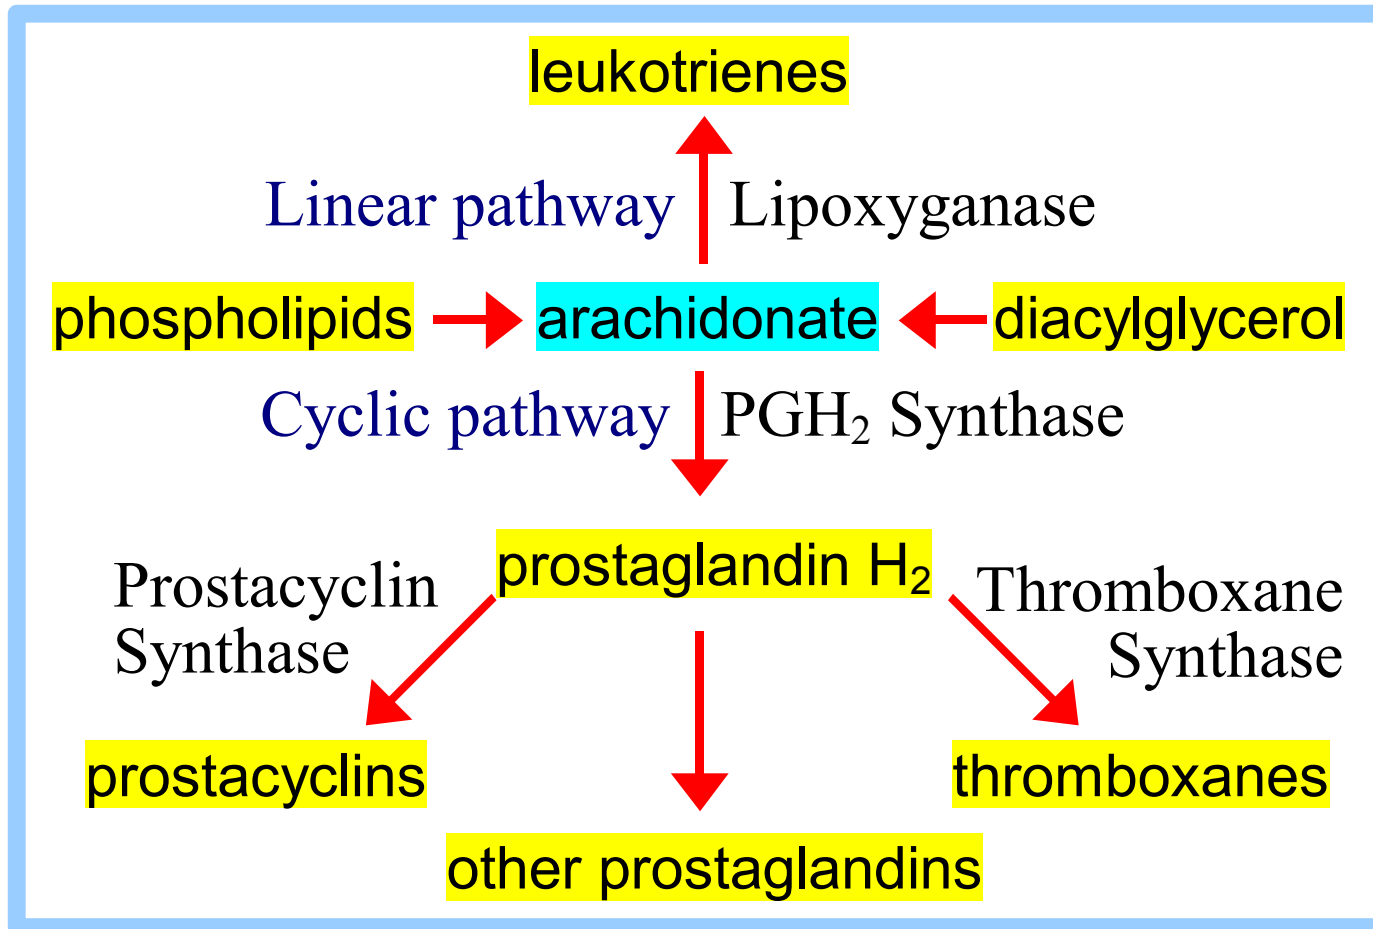 leukotrienes
Linear pathway Lipoxyganase
phospholipids arachidonate diacylglycerol
Cyclic pathway PGH₂ Synthase
prostaglandin H₂
Prostacyclin
Synthase
Thromboxane
Synthase
prostacyclins
thromboxanes
other prostaglandins